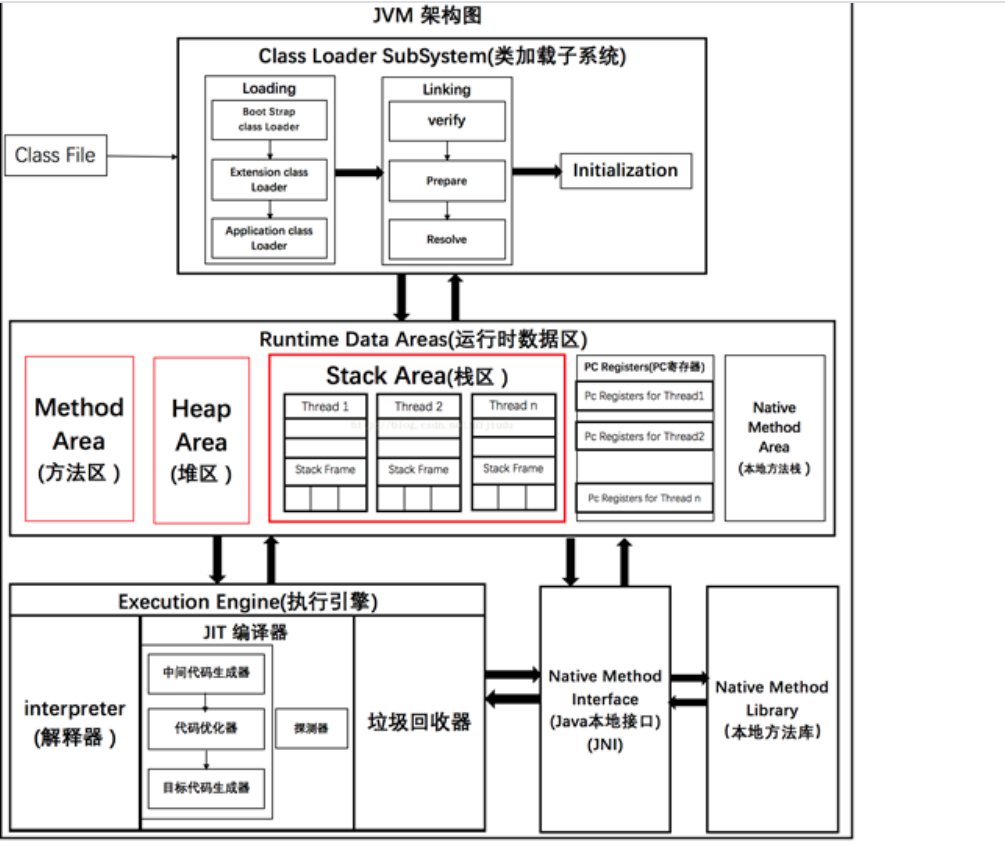 JVM 架构图
Class Loader SubSystem(类加载子系统)
Loading
Boot Strap
class Loader
Extension class
Loader
Application class
Loader
Linking
verify
Prepare
Resolve
Class File
Initialization
Runtime Data Areas(运行时数据区)
Method
Area
(方法区 )
Heap
Area
(堆区 )
Stack Area(栈区 )
Thread 1
Stack Frame
Thread 2
Stack Frame
Thread n
Stack Frame
PC Registers(PC寄存器)
Pc Registers for Thread1
Pc Registers for Thread2
Pc Registers for Thread n
Native
Method
Area
(本地方法栈 )
Execution Engine(执行引擎)
interpreter
(解释器 )
JIT 编译器
中间代码生成器
代码优化器
目标代码生成器
探测器
垃圾回收器
Native Method
Interface
(Java本地接口)
(JNI)
Native Method
Library
(本地方法库)